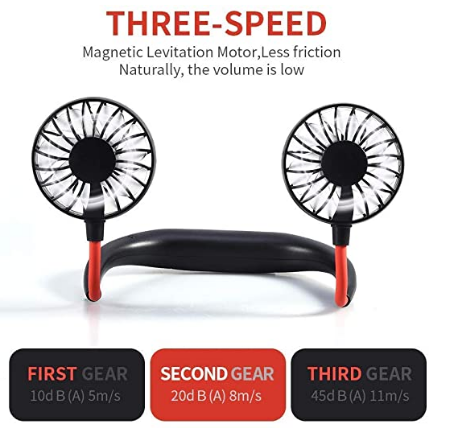 THREE-SPEED
Magnetic Levitation Motor,Less friction
Naturally, the volume is low
FIRST GEAR
10d B (A) 5m/s
SECOND GEAR
20d B (A) 8m/s
THIRD GEAR
45d B (A) 11m/s